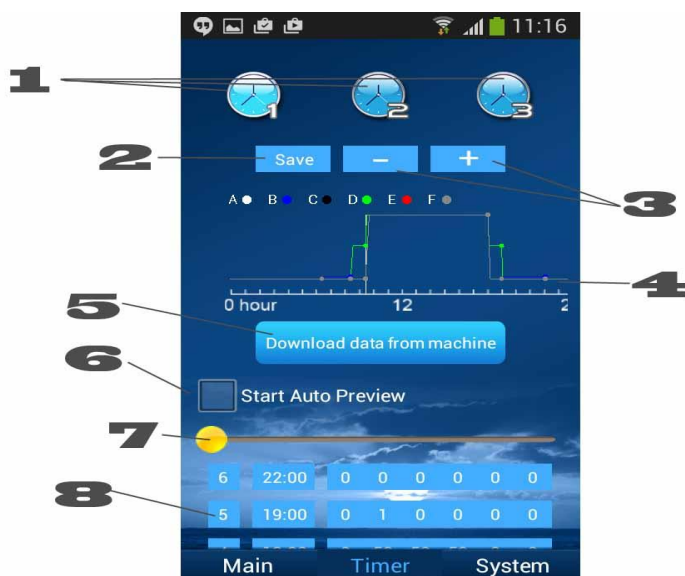 11:16
1
1 2 3
2 Save − + 3
A B C D E F
4
0 hour 12 2
5
Download data from machine
6
Start Auto Preview
7
6 22:00 0 0 0 0 0 0
8
5 19:00 0 1 0 0 0 0
Main Timer System